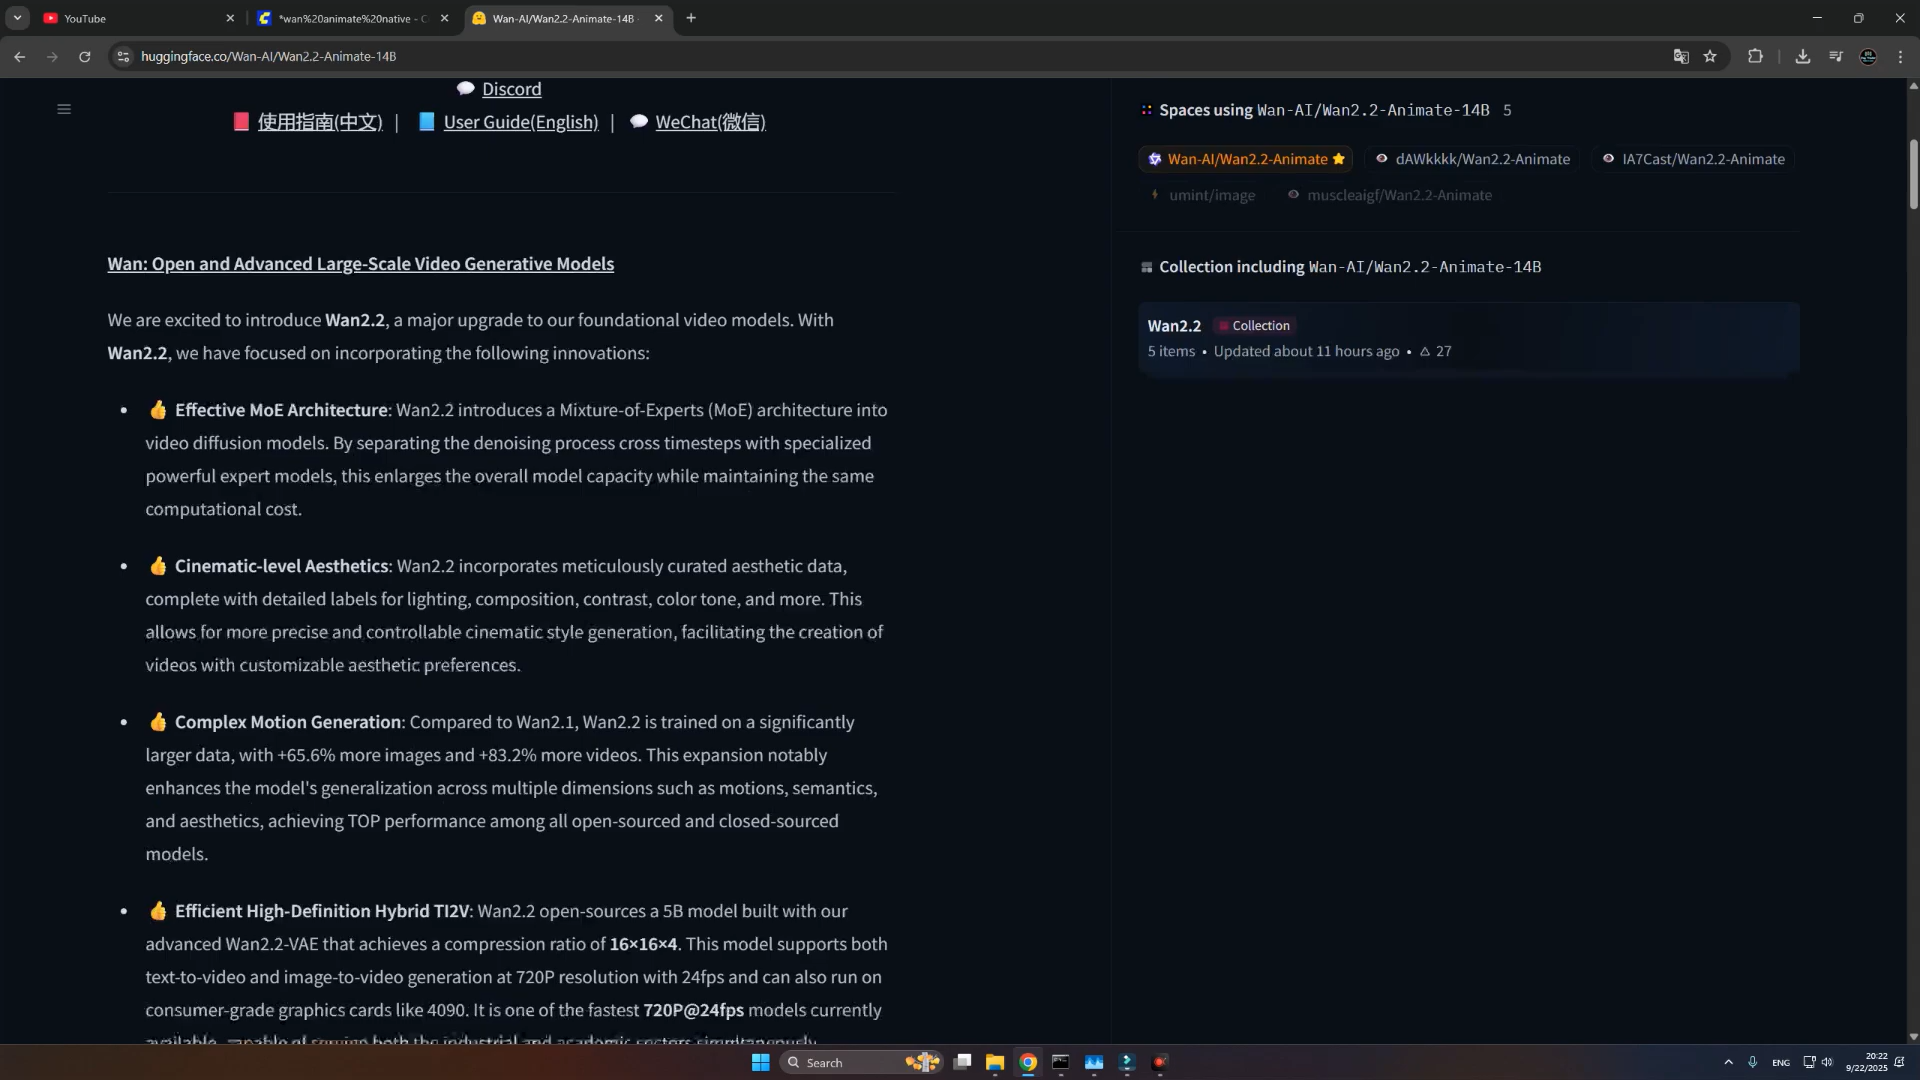 YouTube
*wan%20animate%20native - C
Wan-AI/Wan2.2-Animate-14B
huggingface.co/Wan-AI/Wan2.2-Animate-14B
Discord
使用指南(中文) | User Guide(English) | WeChat(微信)
Wan: Open and Advanced Large-Scale Video Generative Models
We are excited to introduce Wan2.2, a major upgrade to our foundational video models. With
Wan2.2, we have focused on incorporating the following innovations:
• 👍 Effective MoE Architecture: Wan2.2 introduces a Mixture-of-Experts (MoE) architecture into
video diffusion models. By separating the denoising process cross timesteps with specialized
powerful expert models, this enlarges the overall model capacity while maintaining the same
computational cost.
• 👍 Cinematic-level Aesthetics: Wan2.2 incorporates meticulously curated aesthetic data,
complete with detailed labels for lighting, composition, contrast, color tone, and more. This
allows for more precise and controllable cinematic style generation, facilitating the creation of
videos with customizable aesthetic preferences.
• 👍 Complex Motion Generation: Compared to Wan2.1, Wan2.2 is trained on a significantly
larger data, with +65.6% more images and +83.2% more videos. This expansion notably
enhances the model's generalization across multiple dimensions such as motions, semantics,
and aesthetics, achieving TOP performance among all open-sourced and closed-sourced
models.
• 👍 Efficient High-Definition Hybrid TI2V: Wan2.2 open-sources a 5B model built with our
advanced Wan2.2-VAE that achieves a compression ratio of 16×16×4. This model supports both
text-to-video and image-to-video generation at 720P resolution with 24fps and can also run on
consumer-grade graphics cards like 4090. It is one of the fastest 720P@24fps models currently
Spaces using Wan-AI/Wan2.2-Animate-14B 5
Wan-AI/Wan2.2-Animate dAWkkkk/Wan2.2-Animate IA7Cast/Wan2.2-Animate
umint/image muscleaigf/Wan2.2-Animate
Collection including Wan-AI/Wan2.2-Animate-14B
Wan2.2 Collection
5 items • Updated about 11 hours ago • 27
Search
ENG
20:22
9/22/2025